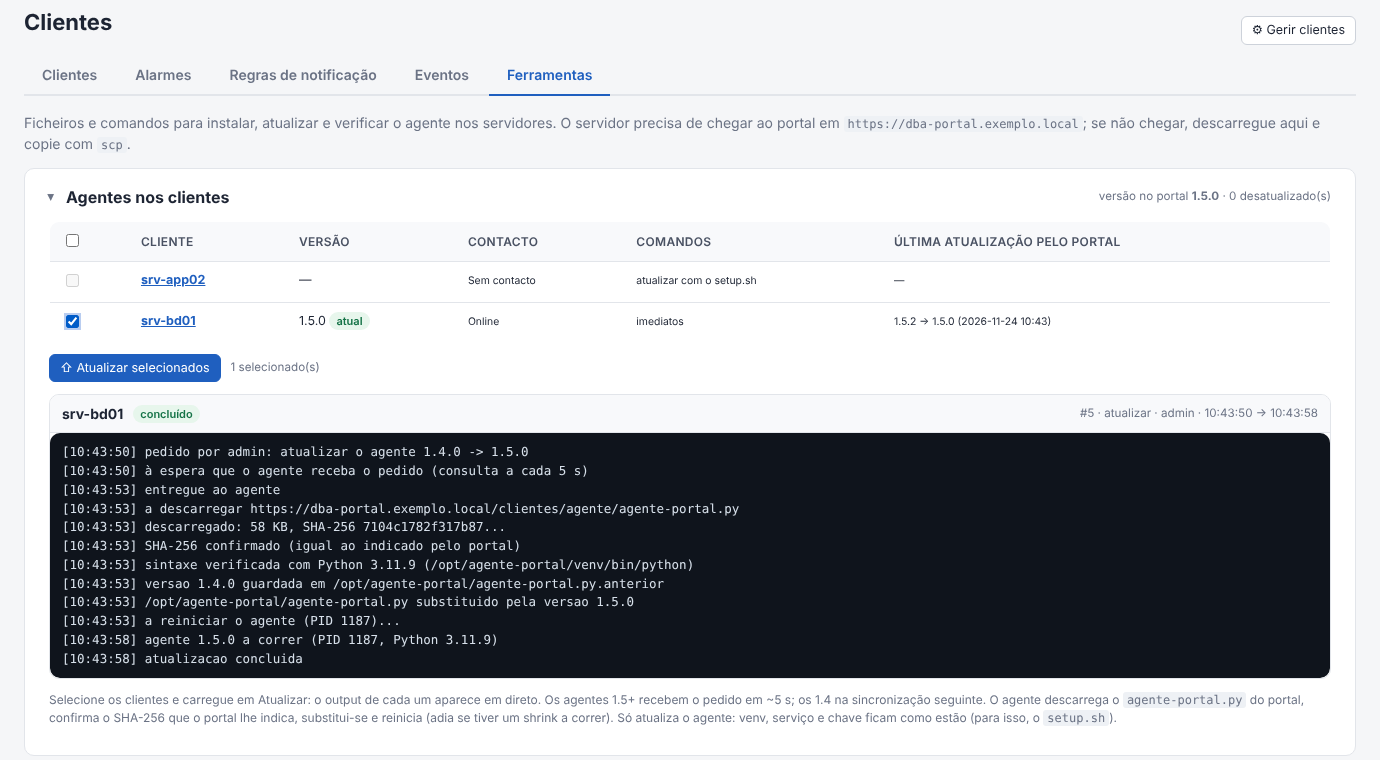 Clientes
⚙ Gerir clientes
Clientes Alarmes Regras de notificação Eventos Ferramentas
Ficheiros e comandos para instalar, atualizar e verificar o agente nos servidores. O servidor precisa de chegar ao portal em https://dba-portal.exemplo.local ; se não chegar, descarregue aqui e
copie com scp .
▼ Agentes nos clientes versão no portal 1.5.0 · 0 desatualizado(s)
CLIENTE VERSÃO CONTACTO COMANDOS ÚLTIMA ATUALIZAÇÃO PELO PORTAL
srv-app02 — Sem contacto atualizar com o setup.sh —
srv-bd01 1.5.0 atual Online imediatos 1.5.2 → 1.5.0 (2026-11-24 10:43)
⇧ Atualizar selecionados 1 selecionado(s)
srv-bd01 concluído #5 · atualizar · admin · 10:43:50 → 10:43:58
[10:43:50] pedido por admin: atualizar o agente 1.4.0 -> 1.5.0
[10:43:50] à espera que o agente receba o pedido (consulta a cada 5 s)
[10:43:53] entregue ao agente
[10:43:53] a descarregar https://dba-portal.exemplo.local/clientes/agente/agente-portal.py
[10:43:53] descarregado: 58 KB, SHA-256 7104c1782f317b87...
[10:43:53] SHA-256 confirmado (igual ao indicado pelo portal)
[10:43:53] sintaxe verificada com Python 3.11.9 (/opt/agente-portal/venv/bin/python)
[10:43:53] versao 1.4.0 guardada em /opt/agente-portal/agente-portal.py.anterior
[10:43:53] /opt/agente-portal/agente-portal.py substituido pela versao 1.5.0
[10:43:53] a reiniciar o agente (PID 1187)...
[10:43:58] agente 1.5.0 a correr (PID 1187, Python 3.11.9)
[10:43:58] atualizacao concluida
Selecione os clientes e carregue em Atualizar: o output de cada um aparece em direto. Os agentes 1.5+ recebem o pedido em ~5 s; os 1.4 na sincronização seguinte. O agente descarrega o agente-portal.py do portal,
confirma o SHA-256 que o portal lhe indica, substitui-se e reinicia (adia se tiver um shrink a correr). Só atualiza o agente: venv, serviço e chave ficam como estão (para isso, o setup.sh ).